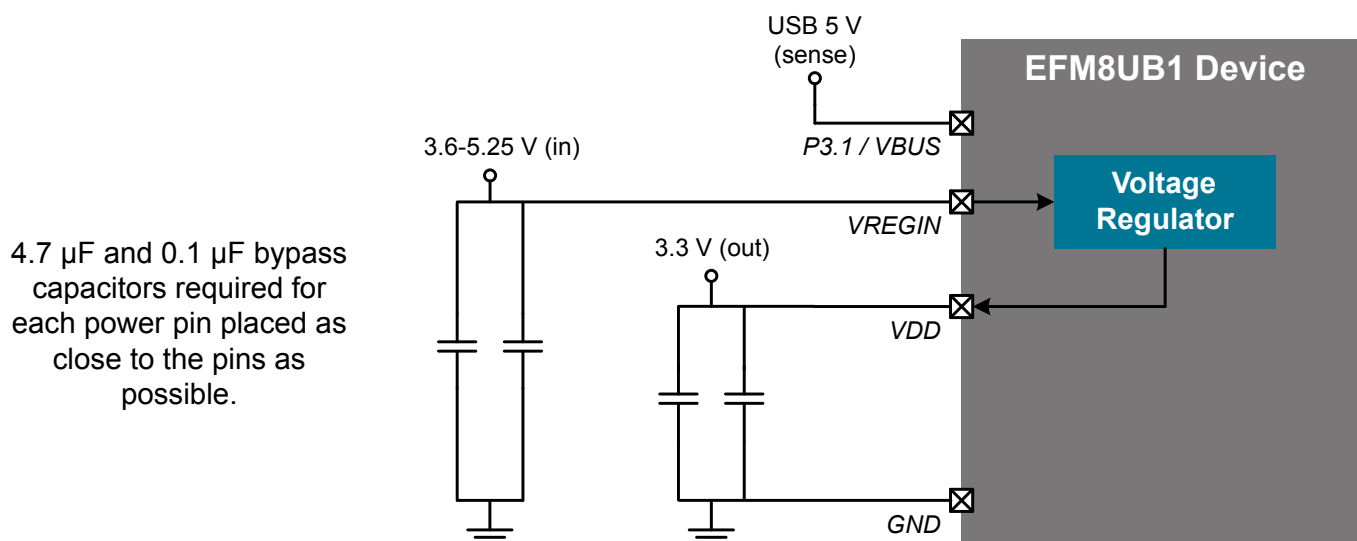 USB 5 V
(sense)
EFM8UB1 Device
P3.1 / VBUS
3.6-5.25 V (in)
Voltage
Regulator
VREGIN
4.7 µF and 0.1 µF bypass
capacitors required for
each power pin placed as
close to the pins as
possible.
3.3 V (out)
VDD
GND